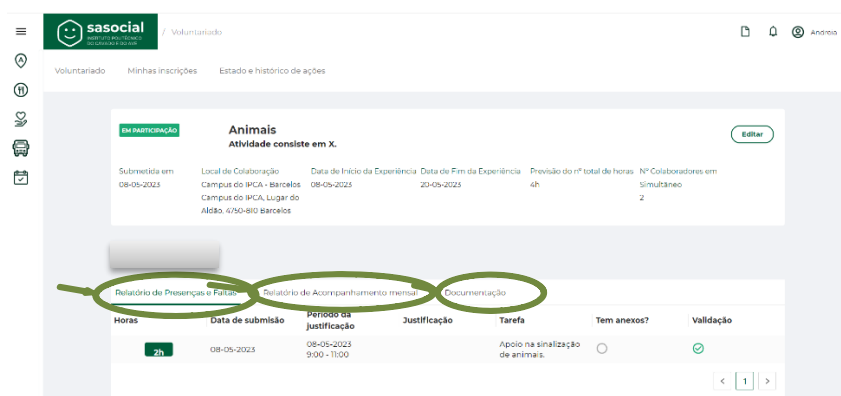 sasocial
INSTITUTO POLITÉCNICO
DO CÁVADO E DO AVE
/ Voluntariado
Andreia
Voluntariado Minhas inscrições Estado e histórico de ações
EM PARTICIPAÇÃO
Animais
Atividade consiste em X.
Editar
Submetida em
08-05-2023
Local de Colaboração
Campus do IPCA - Barcelos
Campus do IPCA, Lugar do
Aldão, 4750-810 Barcelos
Data de Início da Experiência
08-05-2023
Data de Fim da Experiência
20-05-2023
Previsão do nº total de horas
4h
Nº Colaboradores em
Simultâneo
2
Relatório de Presenças e Faltas Relatório de Acompanhamento mensal Documentação
Horas Data de submisão Período da
justificação Justificação Tarefa Tem anexos? Validação
2h 08-05-2023 08-05-2023
9:00 - 11:00 Apoio na sinalização
de animais.
< 1 >